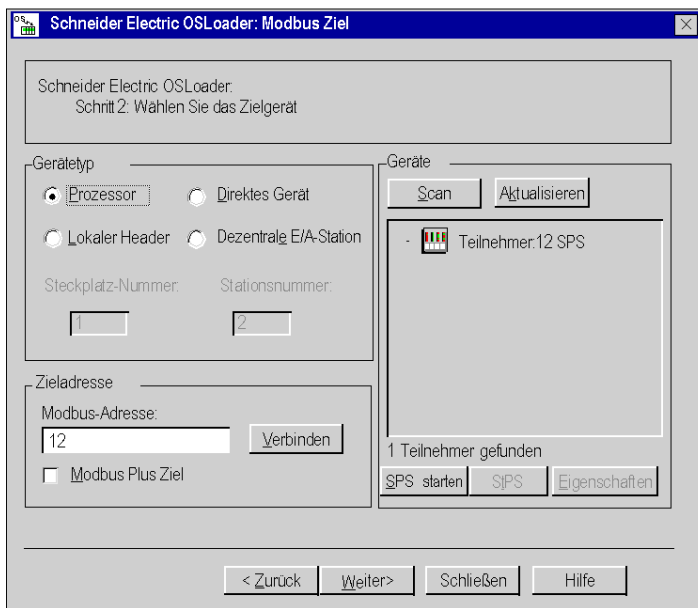 Schneider Electric OSLoader: Modbus Ziel
Schneider Electric OSLoader:
Schritt 2: Wählen Sie das Zielgerät
Gerätetyp
Prozessor
Direktes Gerät
Lokaler Header
Dezentrale E/A-Station
Steckplatz-Nummer:
Stationsnummer:
1
2
Zieladresse
Modbus-Adresse:
12
Verbinden
Modbus Plus Ziel
Geräte
Scan
Aktualisieren
Teilnehmer:12 SPS
1 Teilnehmer gefunden
SPS starten
Eigenschaften
< Zurück
Weiter>
Schließen
Hilfe